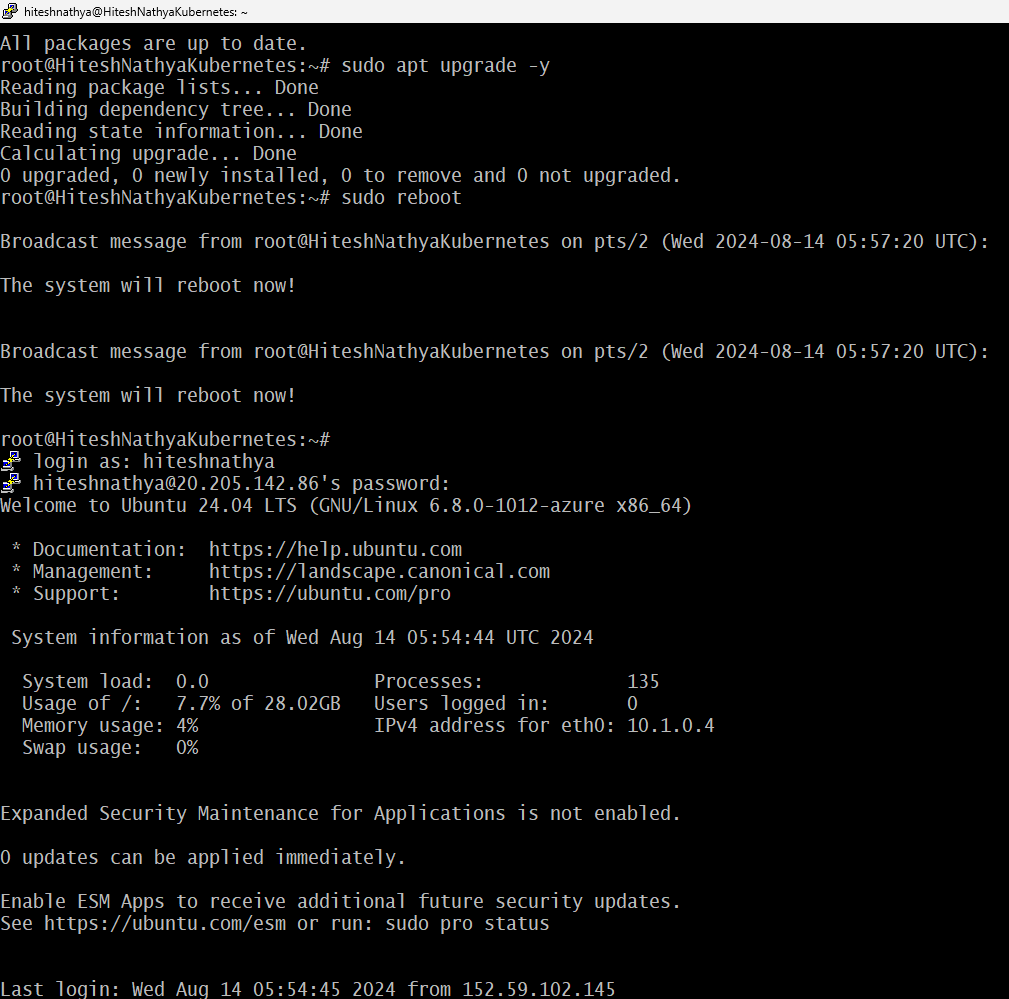 hiteshnathya@HiteshNathyaKubernetes: ~
All packages are up to date.
root@HiteshNathyaKubernetes:~# sudo apt upgrade -y
Reading package lists... Done
Building dependency tree... Done
Reading state information... Done
Calculating upgrade... Done
0 upgraded, 0 newly installed, 0 to remove and 0 not upgraded.
root@HiteshNathyaKubernetes:~# sudo reboot
Broadcast message from root@HiteshNathyaKubernetes on pts/2 (Wed 2024-08-14 05:57:20 UTC):
The system will reboot now!
Broadcast message from root@HiteshNathyaKubernetes on pts/2 (Wed 2024-08-14 05:57:20 UTC):
The system will reboot now!
root@HiteshNathyaKubernetes:~#
login as: hiteshnathya
hiteshnathya@20.205.142.86's password:
Welcome to Ubuntu 24.04 LTS (GNU/Linux 6.8.0-1012-azure x86_64)
* Documentation:  https://help.ubuntu.com
* Management:     https://landscape.canonical.com
* Support:        https://ubuntu.com/pro
System information as of Wed Aug 14 05:54:44 UTC 2024
System load:  0.0               Processes:             135
Usage of /:   7.7% of 28.02GB   Users logged in:       0
Memory usage: 4%                IPv4 address for eth0: 10.1.0.4
Swap usage:   0%
Expanded Security Maintenance for Applications is not enabled.
0 updates can be applied immediately.
Enable ESM Apps to receive additional future security updates.
See https://ubuntu.com/esm or run: sudo pro status
Last login: Wed Aug 14 05:54:45 2024 from 152.59.102.145